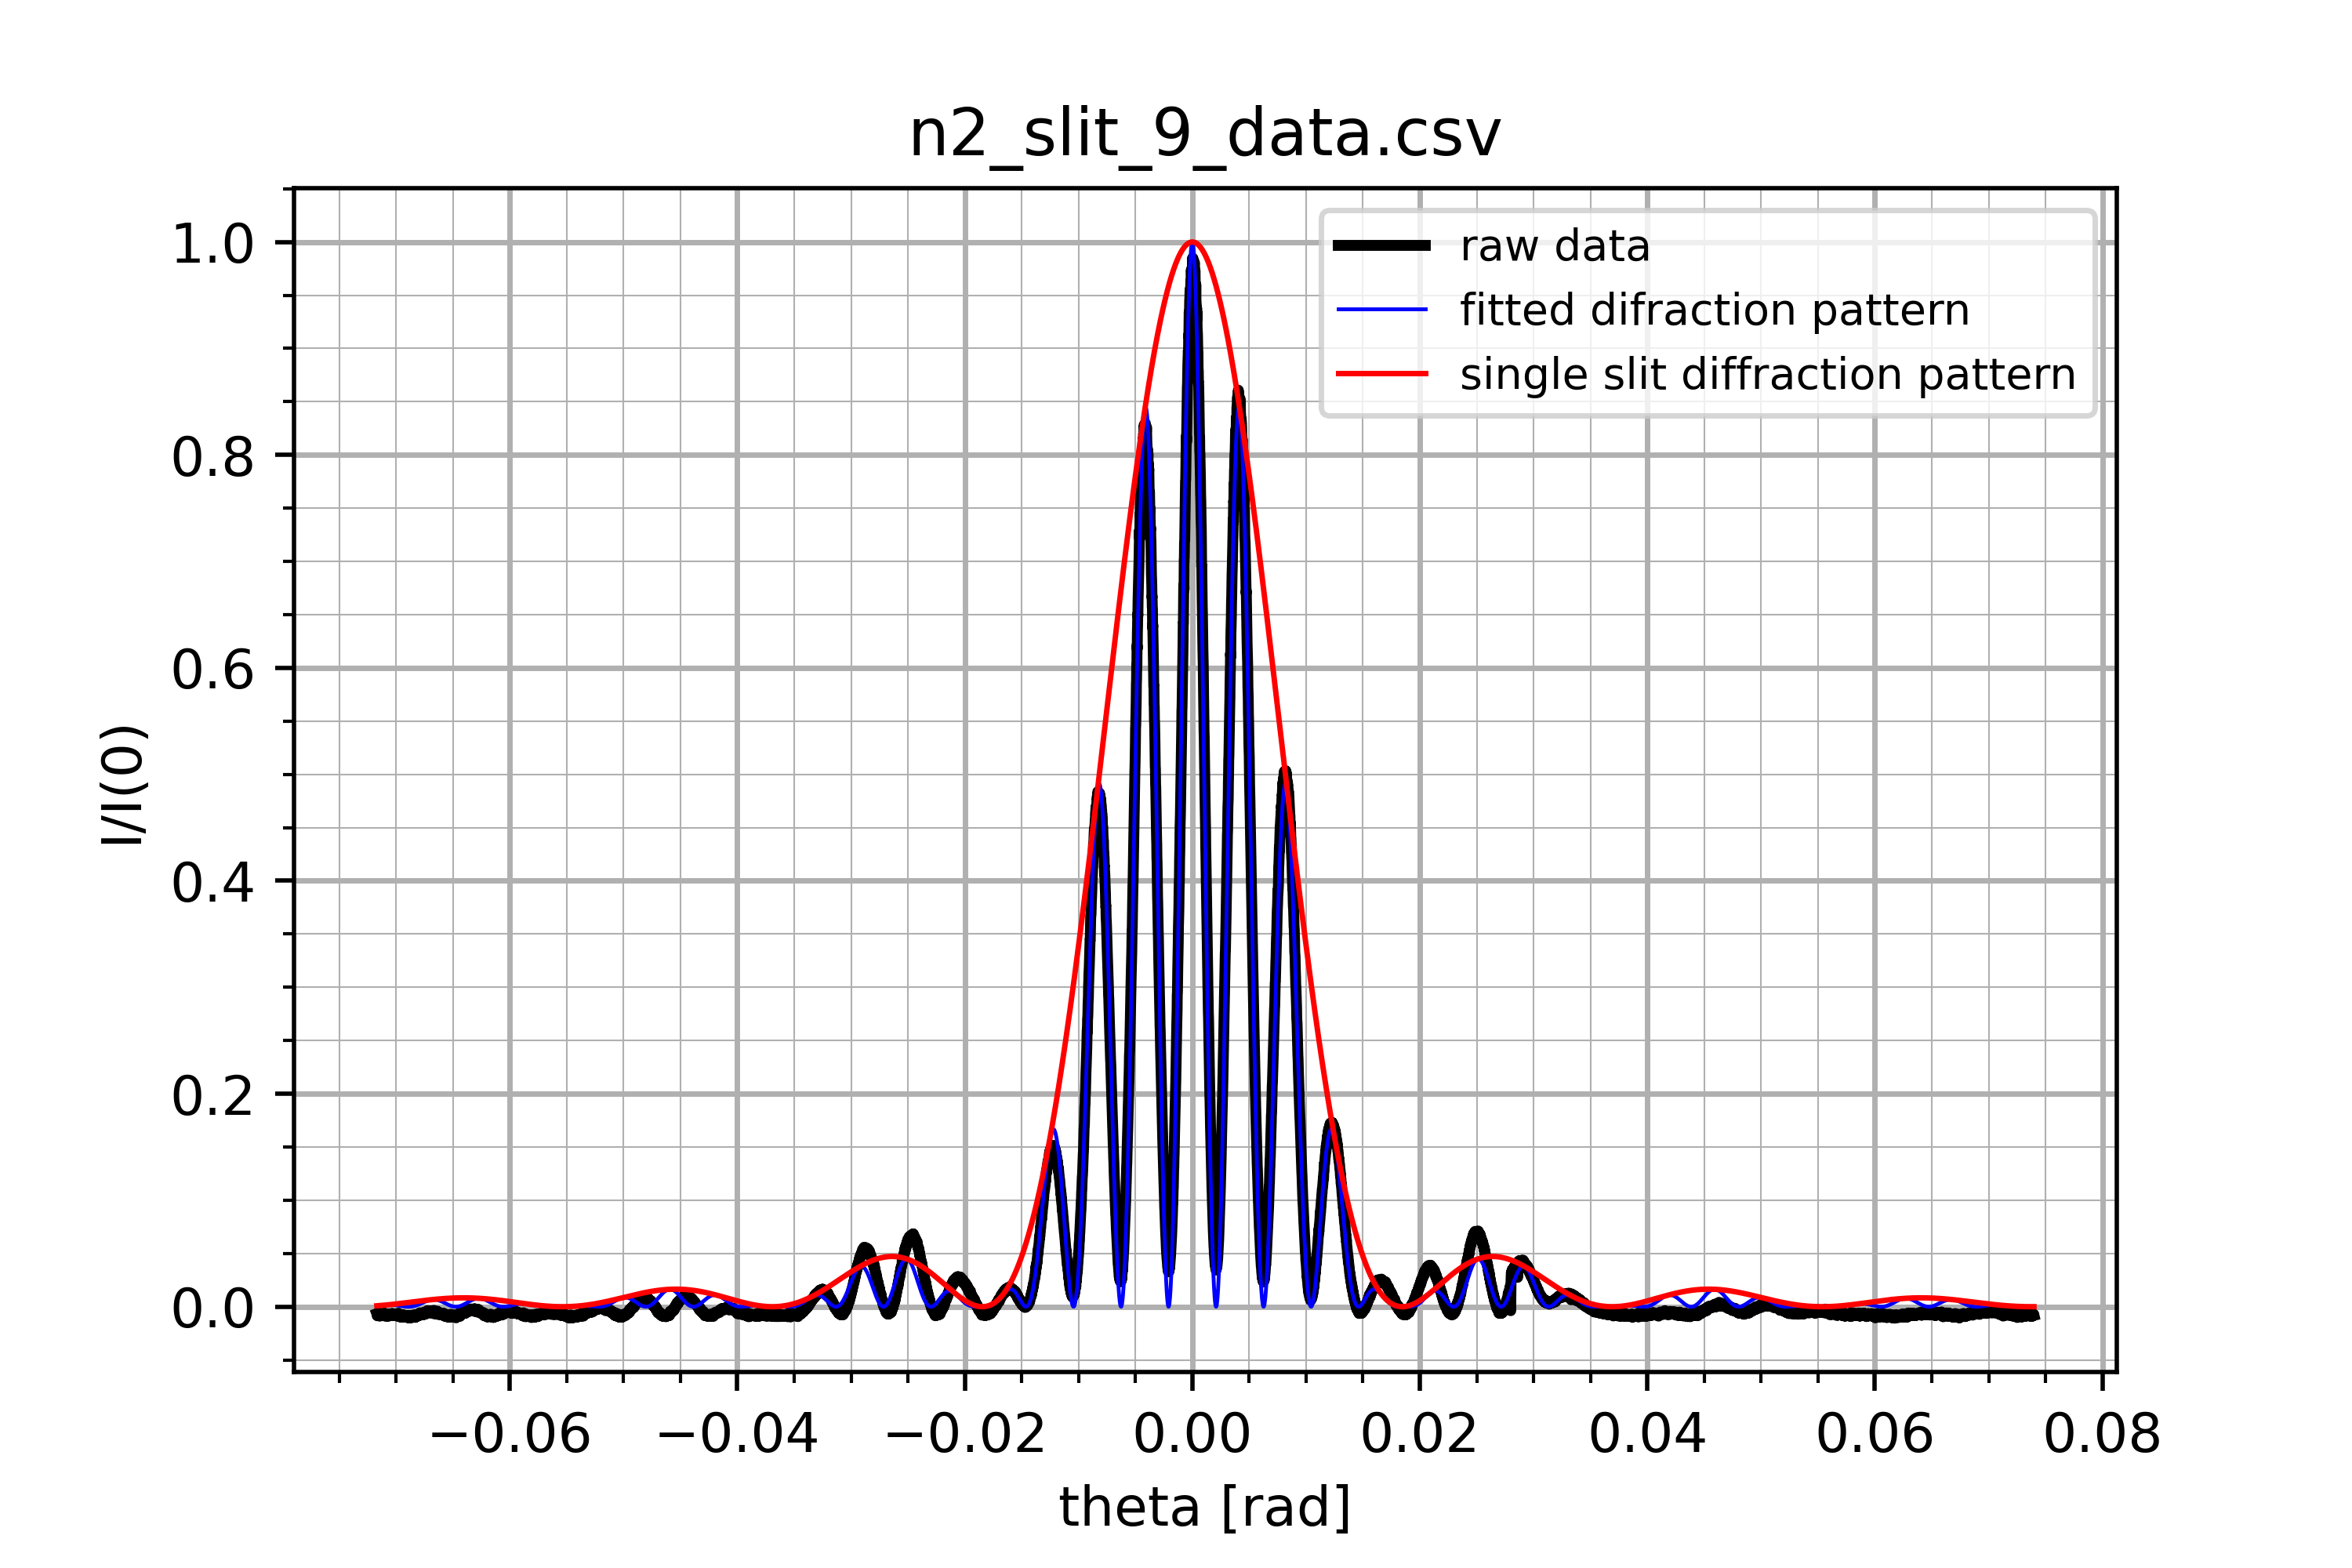 n2_slit_9_data.csv
1.0
0.8
0.6
0.4
0.2
0.0
I/I(0)
raw data
fitted difraction pattern
single slit diffraction pattern
−0.06 −0.04 −0.02 0.00 0.02 0.04 0.06 0.08
theta [rad]